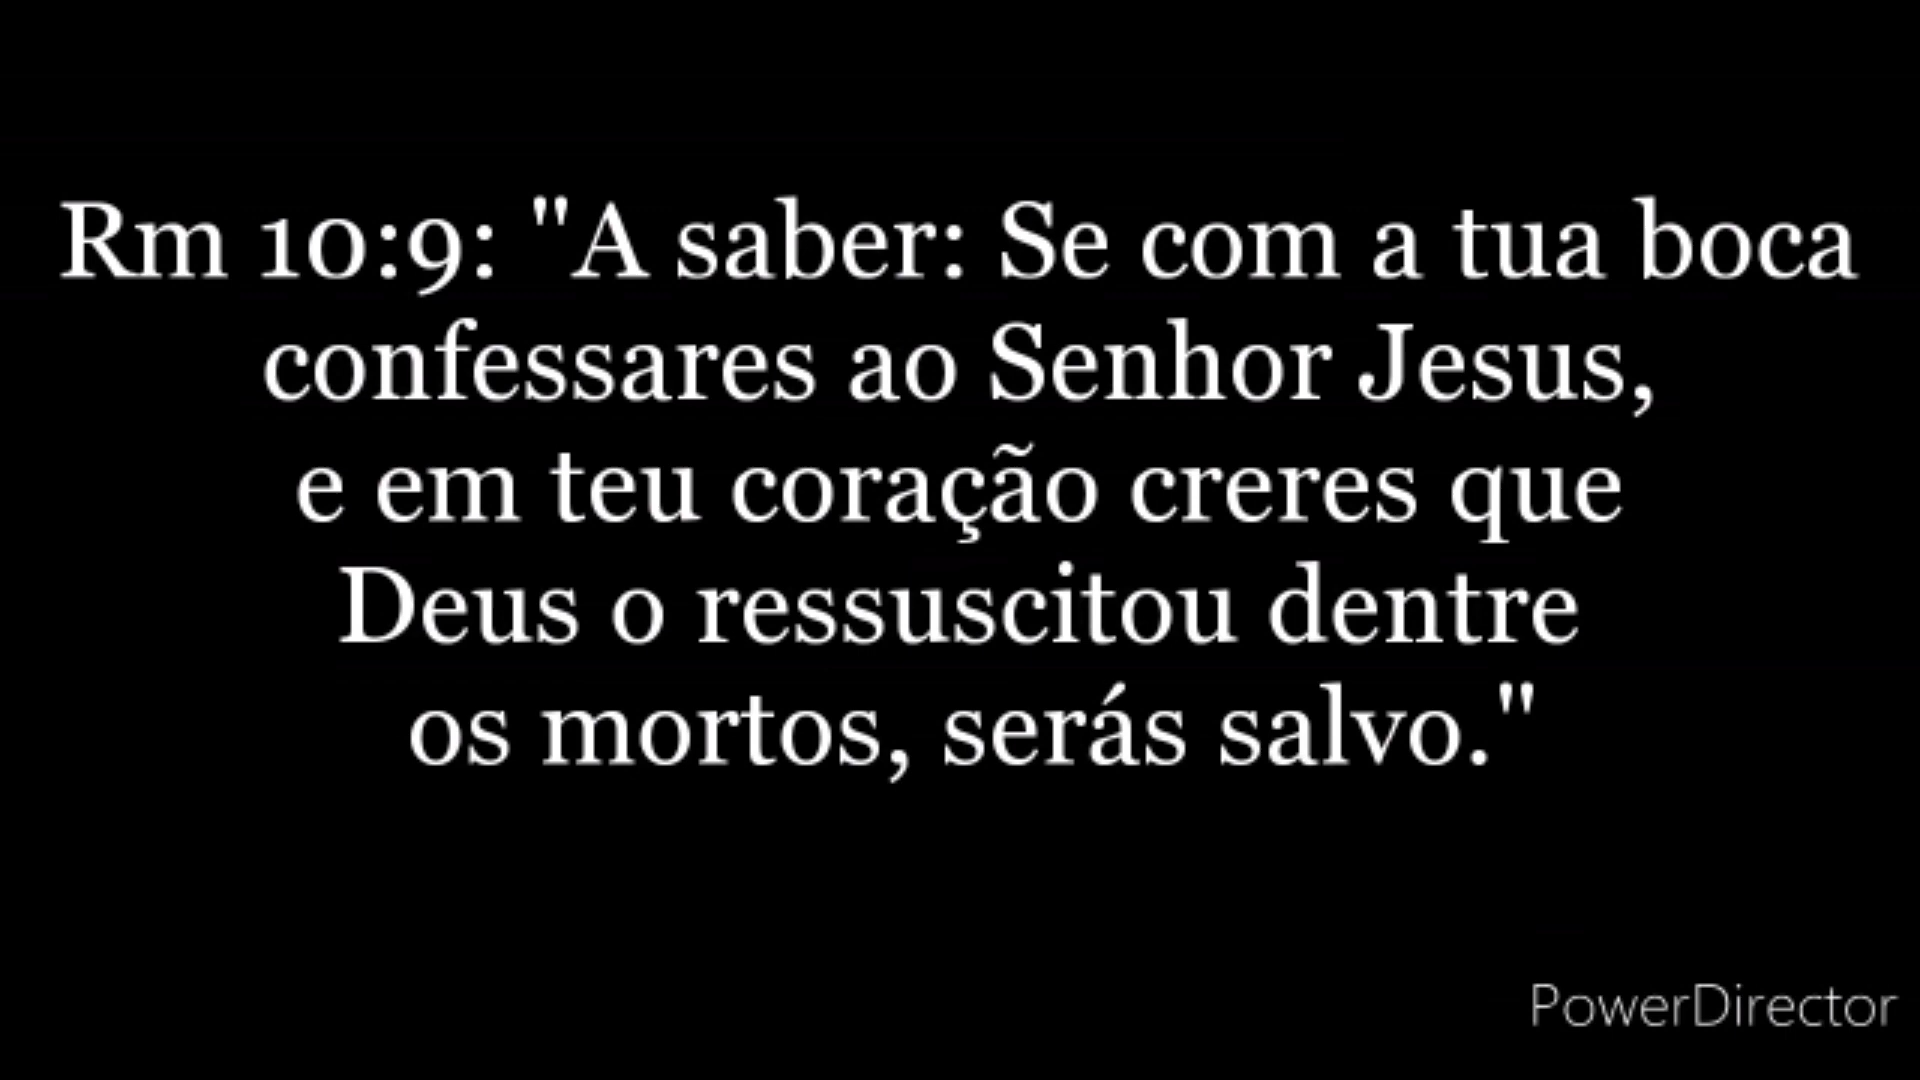 Rm 10:9: "A saber: Se com a tua boca
confessares ao Senhor Jesus,
e em teu coração creres que
Deus o ressuscitou dentre
os mortos, serás salvo."
PowerDirector